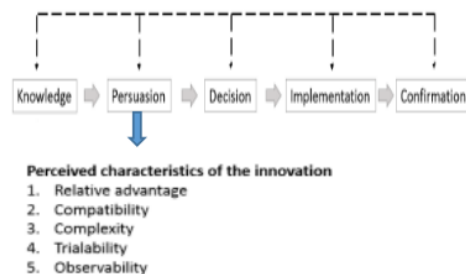 Knowledge Persuasion Decision Implementation Confirmation
Perceived characteristics of the innovation
1. Relative advantage
2. Compatibility
3. Complexity
4. Trialability
5. Observability